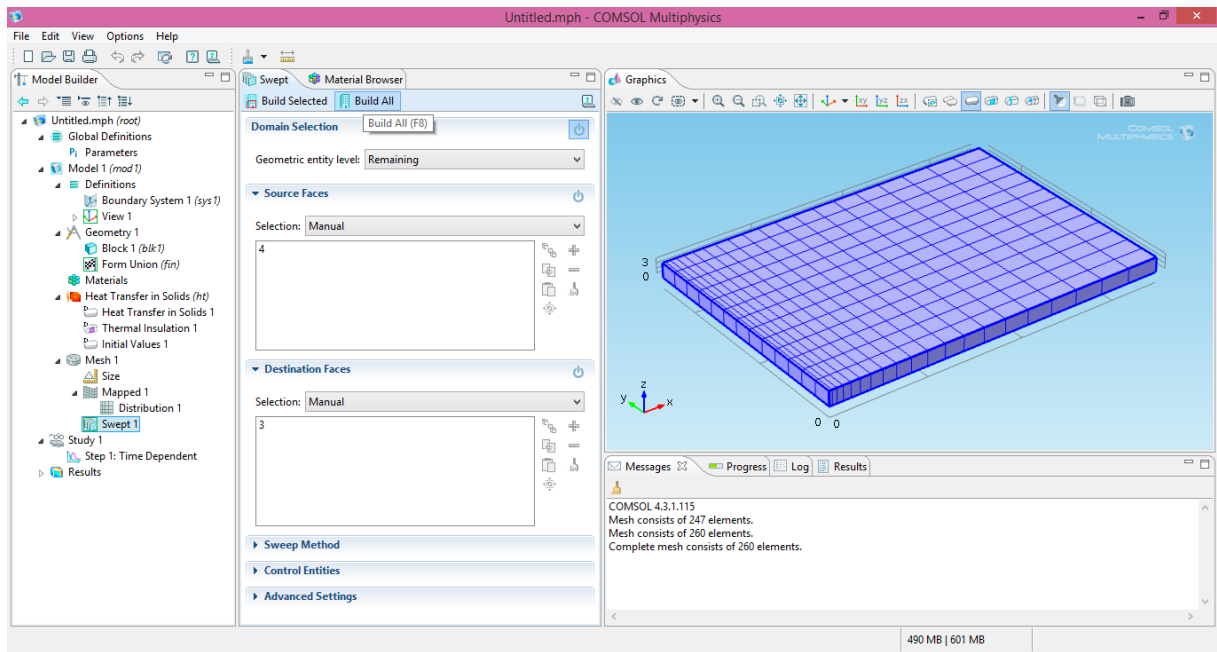 Untitled.mph - COMSOL Multiphysics
File Edit View Options Help
Model Builder
Untitled.mph (root)
Global Definitions
Pi Parameters
Model 1 (mod1)
Definitions
Boundary System 1 (sys1)
View 1
Geometry 1
Block 1 (blk1)
Form Union (fin)
Materials
Heat Transfer in Solids (ht)
Heat Transfer in Solids 1
Thermal Insulation 1
Initial Values 1
Mesh 1
Size
Mapped 1
Distribution 1
Swept 1
Study 1
Step 1: Time Dependent
Results
Swept Material Browser
Build Selected Build All
Build All (F8)
Domain Selection
Geometric entity level: Remaining
Source Faces
Selection: Manual
4
Destination Faces
Selection: Manual
3
Sweep Method
Control Entities
Advanced Settings
Graphics
xy yz zx
COMSOL
MULTIPHYSICS
3
0
z
y x
0 0
Messages Progress Log Results
COMSOL 4.3.1.115
Mesh consists of 247 elements.
Mesh consists of 260 elements.
Complete mesh consists of 260 elements.
490 MB | 601 MB